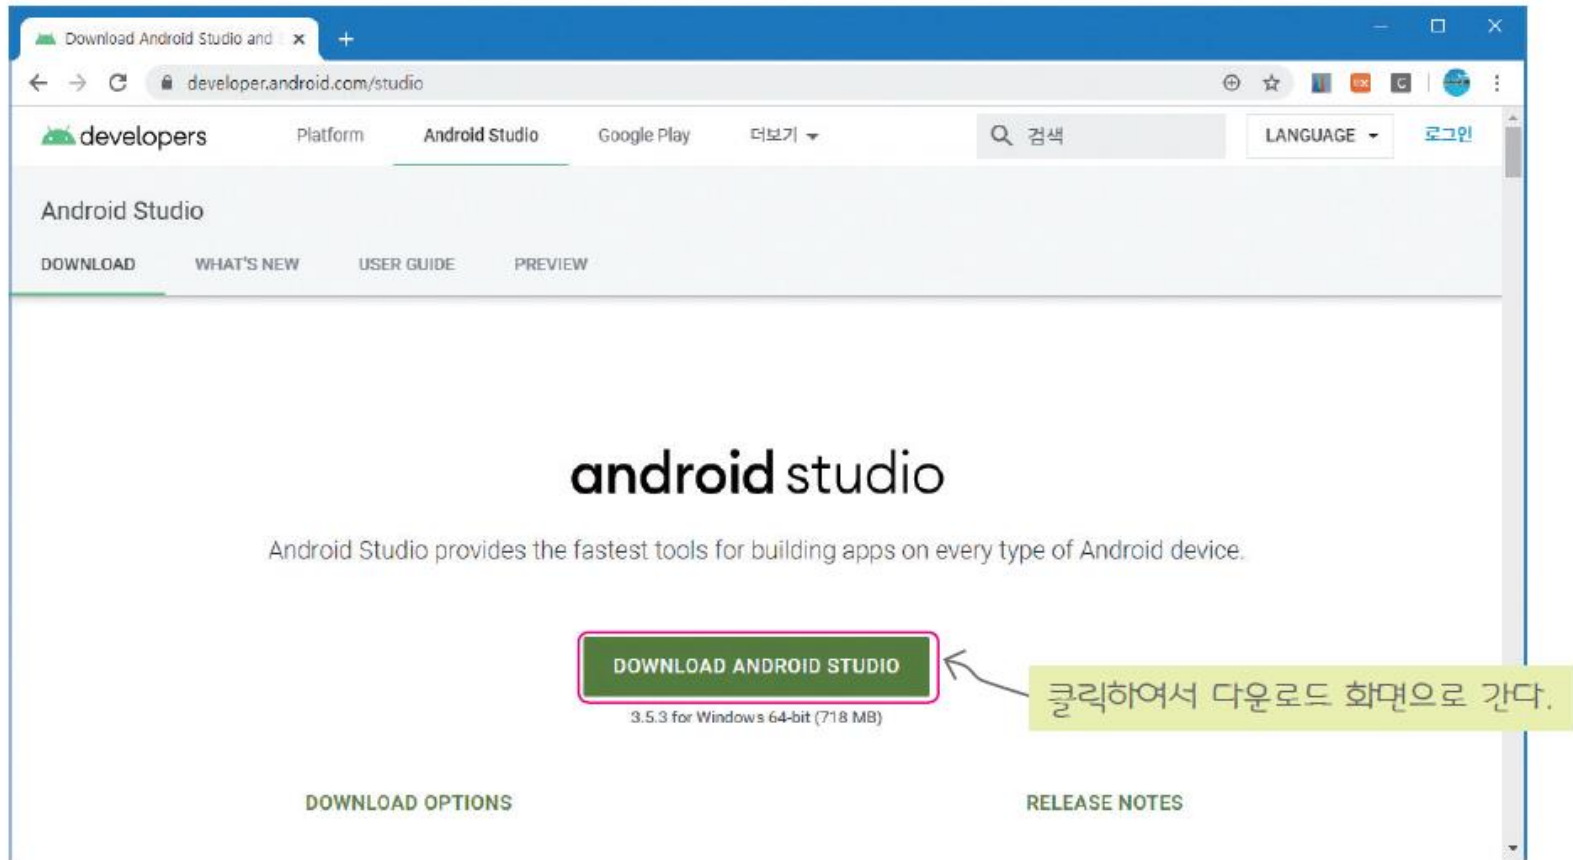 Download Android Studio and
developer.android.com/studio
developers Platform Android Studio Google Play 더보기 검색 LANGUAGE 로그인
Android Studio
DOWNLOAD WHAT'S NEW USER GUIDE PREVIEW
android studio
Android Studio provides the fastest tools for building apps on every type of Android device.
DOWNLOAD ANDROID STUDIO
클릭하여서 다운로드 화면으로 간다.
3.5.3 for Windows 64-bit (718 MB)
DOWNLOAD OPTIONS RELEASE NOTES